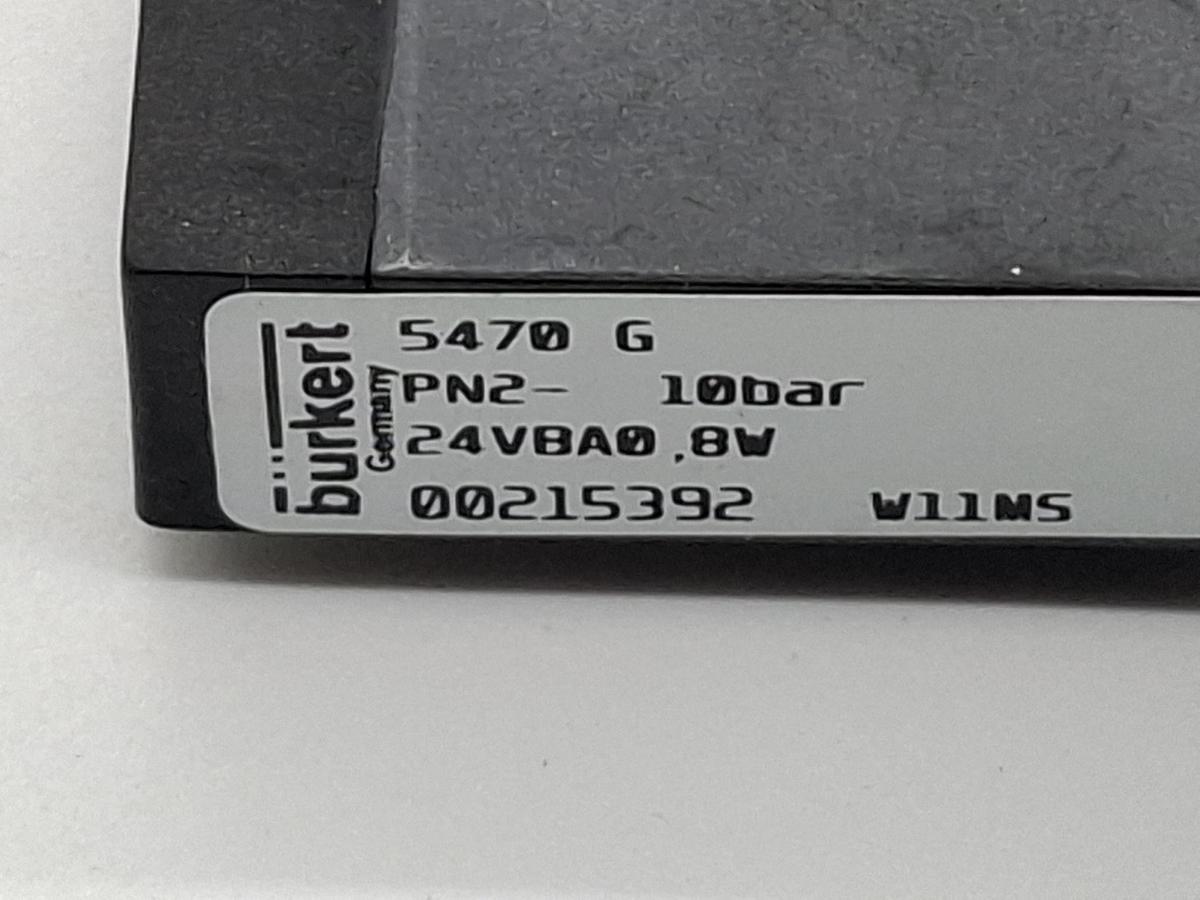 burkert
Germany
5470 G
PN2- 10bar
24VBA0,8W
00215392 W11MS